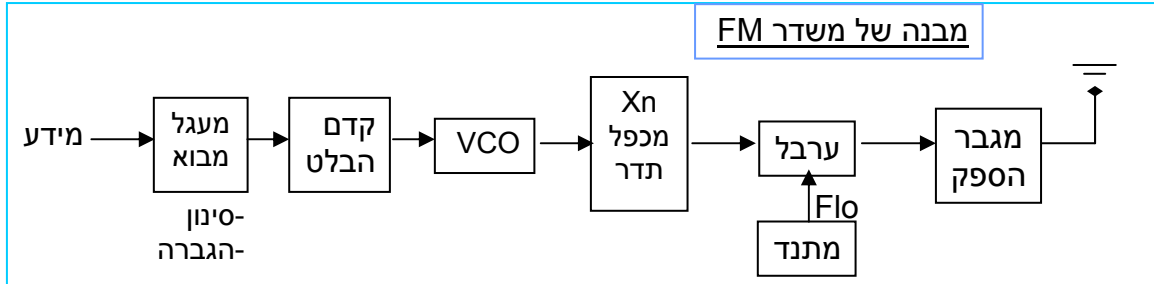 מבנה של משדר FM
מידע
מעגל
מבוא
-סינון
-הגברה
קדם
הבלט
VCO
Xn
מכפל
תדר
ערבל
Flo
מתנד
מגבר
הספק